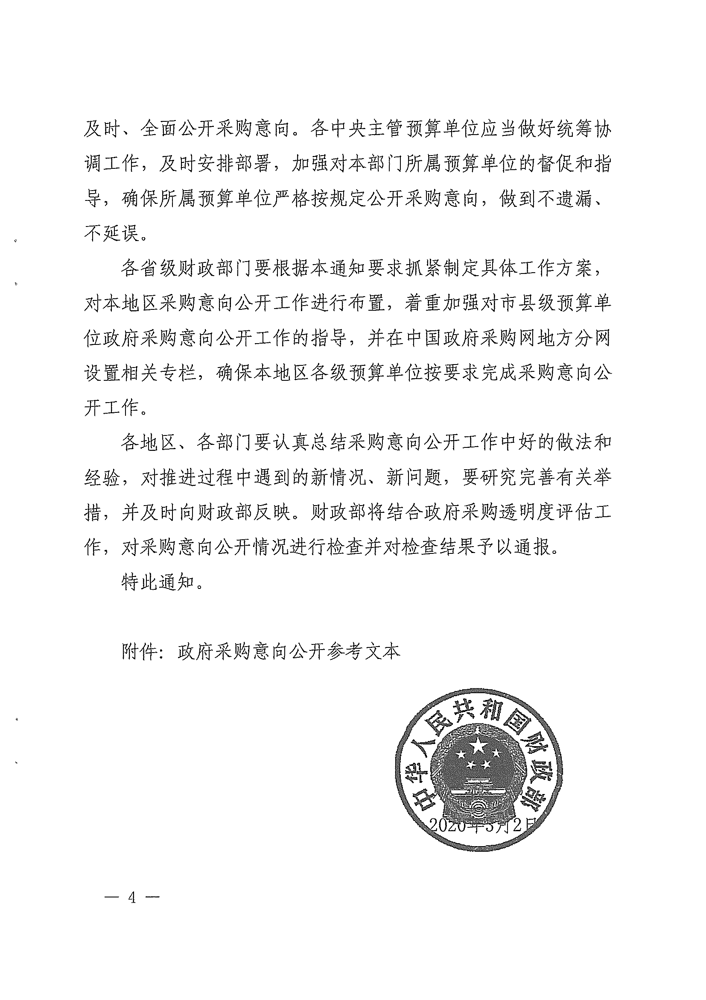 及时、全面公开采购意向。各中央主管预算单位应当做好统筹协
调工作，及时安排部署，加强对本部门所属预算单位的督促和指
导，确保所属预算单位严格按规定公开采购意向，做到不遗漏、
不延误。
各省级财政部门要根据本通知要求抓紧制定具体工作方案，
对本地区采购意向公开工作进行布置，着重加强对市县级预算单
位政府采购意向公开工作的指导，并在中国政府采购网地方分网
设置相关专栏，确保本地区各级预算单位按要求完成采购意向公
开工作。
各地区、各部门要认真总结采购意向公开工作中好的做法和
经验，对推进过程中遇到的新情况、新问题，要研究完善有关举
措，并及时向财政部反映。财政部将结合政府采购透明度评估工
作，对采购意向公开情况进行检查并对检查结果予以通报。
特此通知。
附件：政府采购意向公开参考文本
中华人民共和国财政部
2020年3月2日
— 4 —